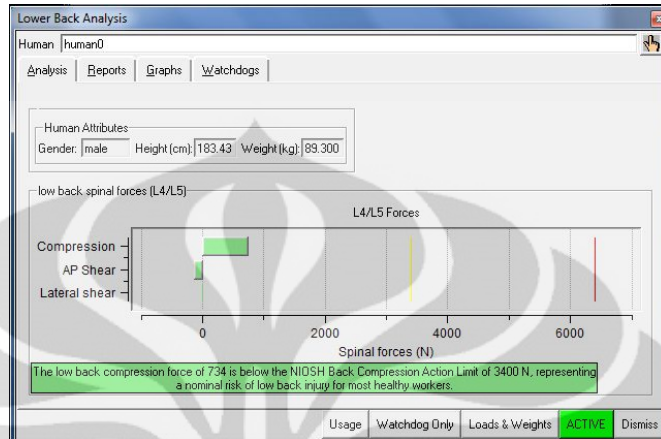 Lower Back Analysis
Human human0
Analysis Reports Graphs Watchdogs
Human Attributes
Gender: male Height (cm): 183.43 Weight (kg): 89.300
low back spinal forces (L4/L5)
L4/L5 Forces
Compression
AP Shear
Lateral shear
0 2000 4000 6000
Spinal forces (N)
The low back compression force of 734 is below the NIOSH Back Compression Action Limit of 3400 N, representing
a nominal risk of low back injury for most healthy workers.
Usage Watchdog Only Loads & Weights ACTIVE Dismiss